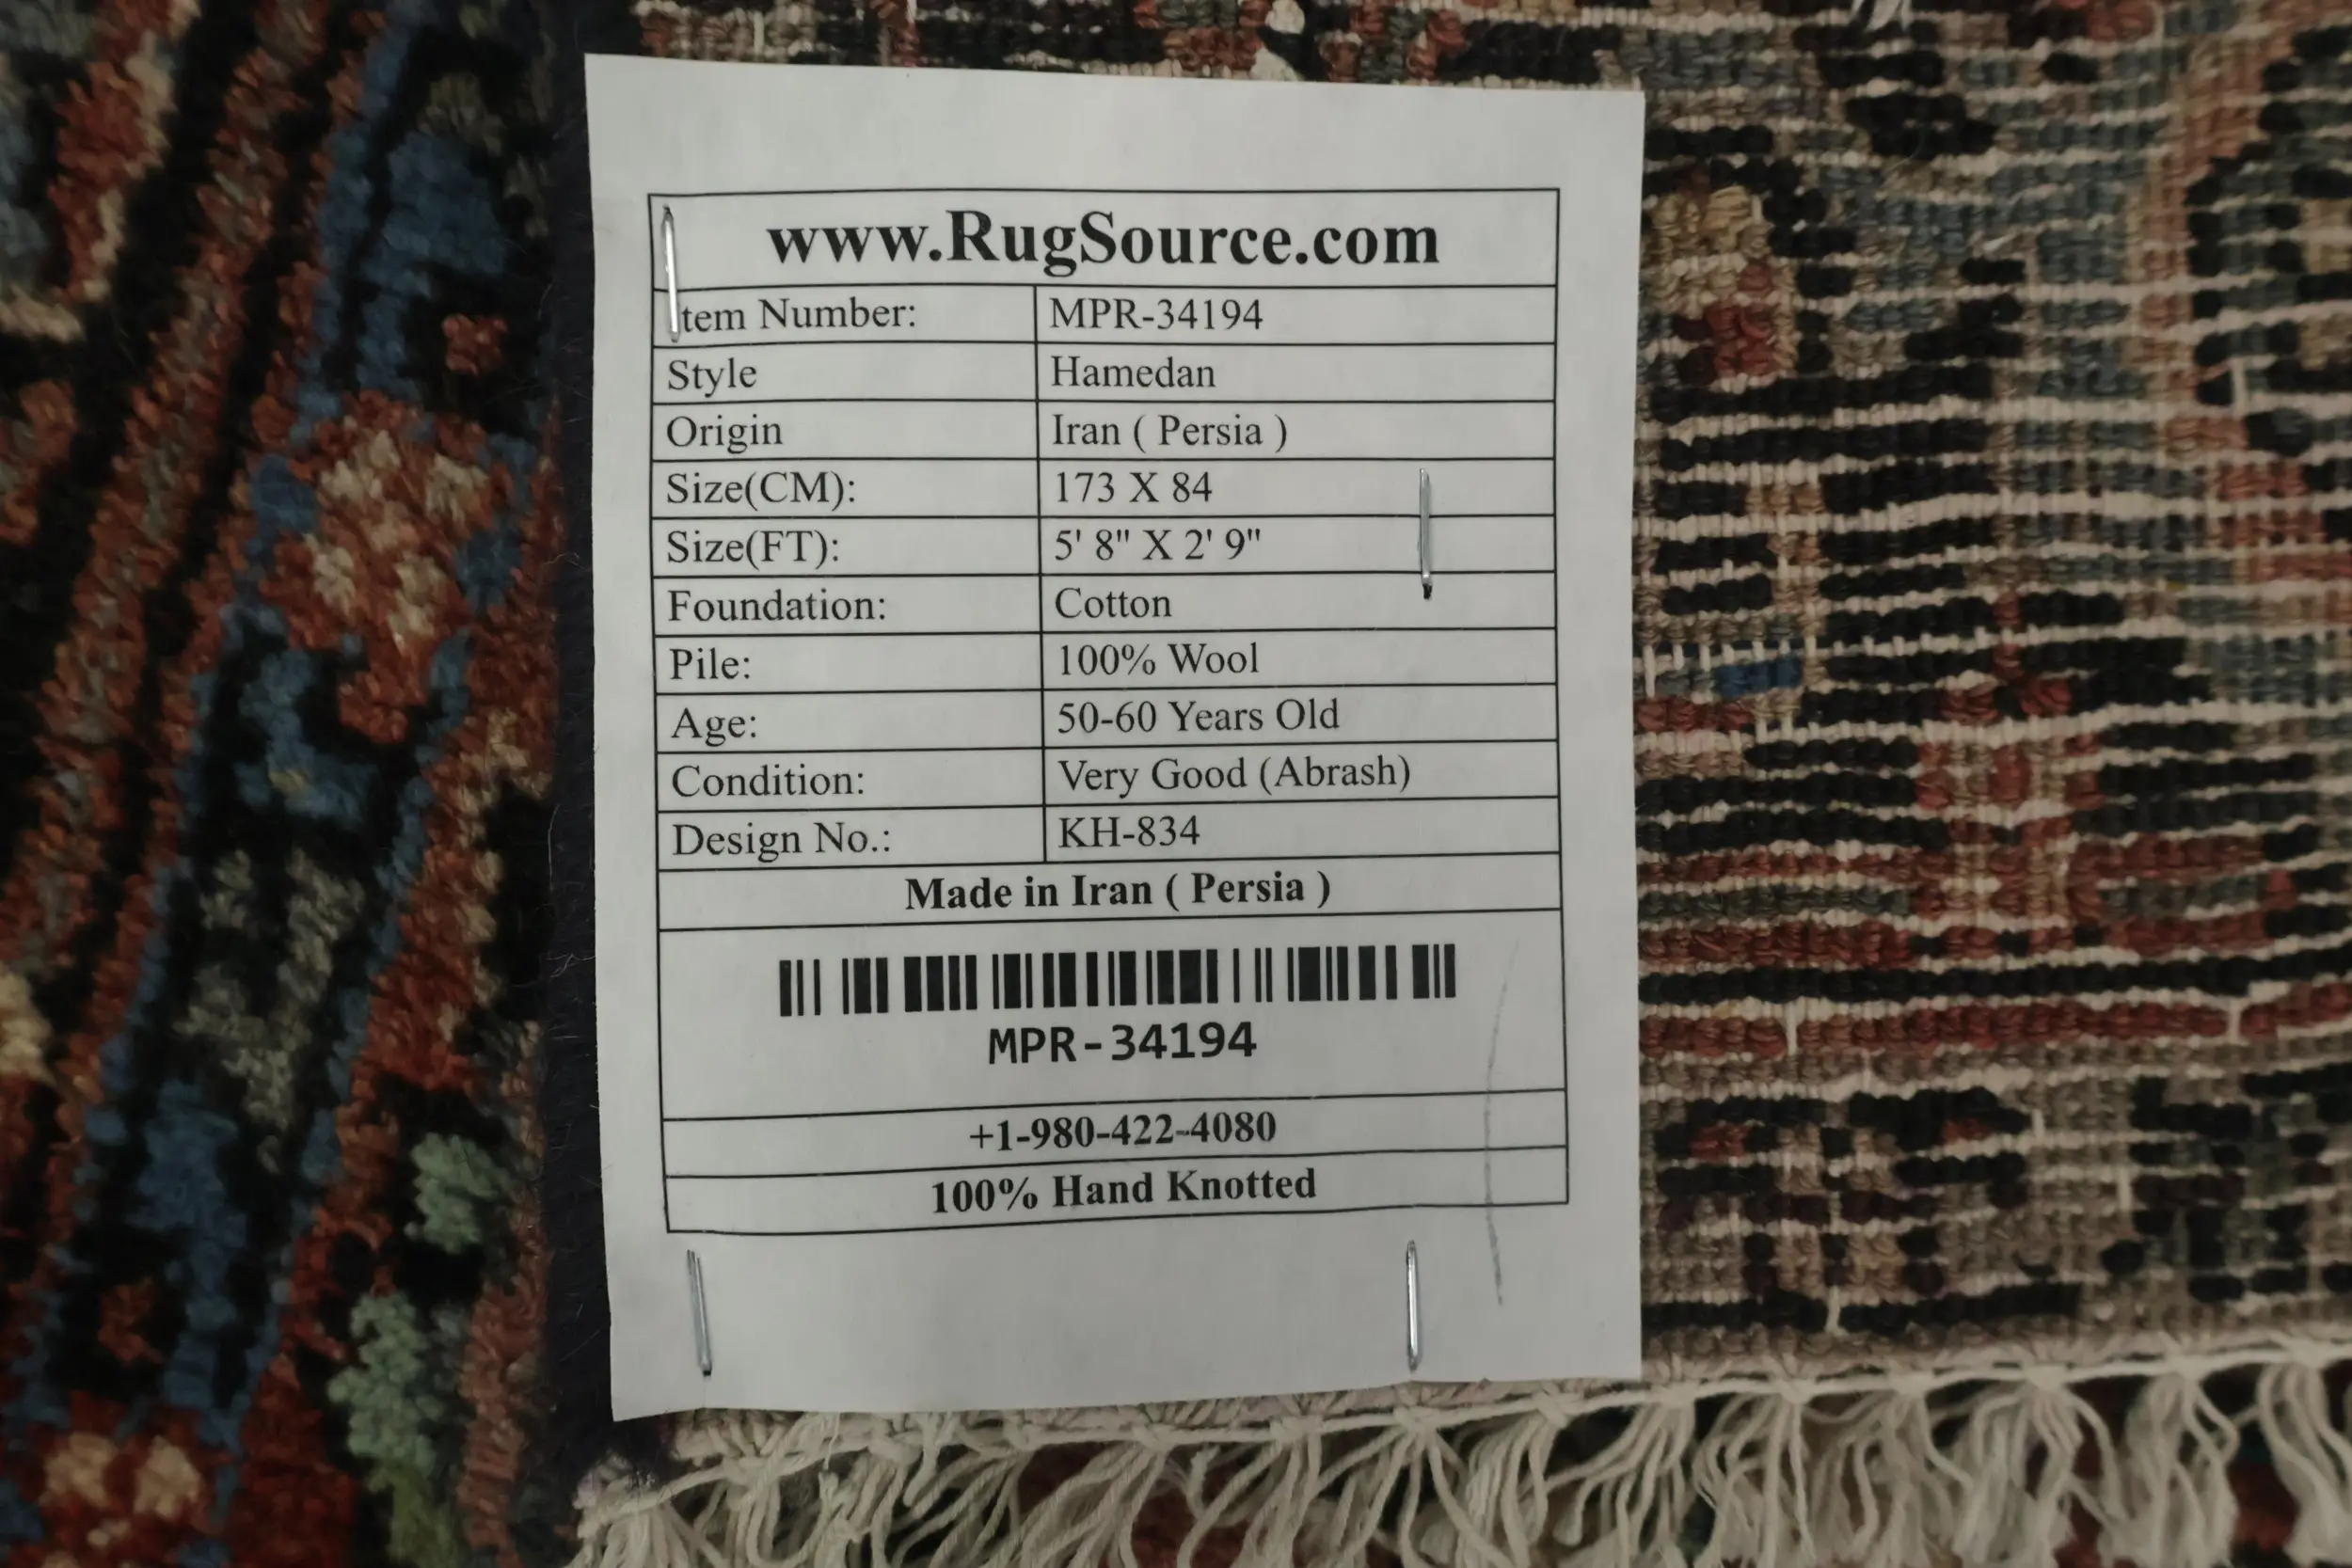 www.RugSource.com
Item Number: MPR-34194
Style Hamedan
Origin Iran ( Persia )
Size(CM): 173 X 84
Size(FT): 5' 8" X 2' 9"
Foundation: Cotton
Pile: 100% Wool
Age: 50-60 Years Old
Condition: Very Good (Abrash)
Design No.: KH-834
Made in Iran ( Persia )
MPR-34194
+1-980-422-4080
100% Hand Knotted